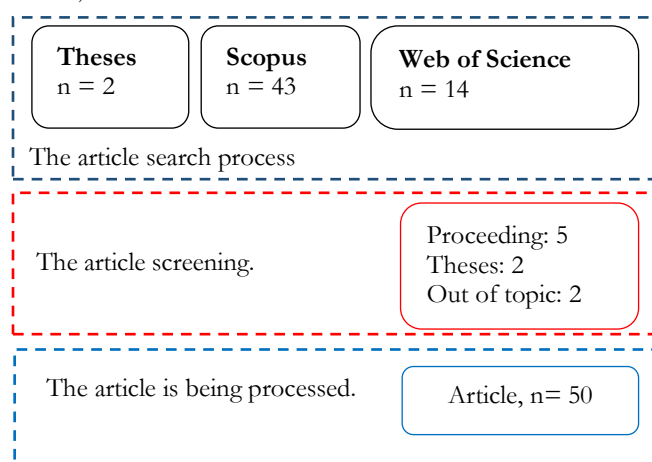 Theses
n = 2
Scopus
n = 43
Web of Science
n = 14
The article search process
The article screening.
Proceeding: 5
Theses: 2
Out of topic: 2
The article is being processed.
Article, n= 50